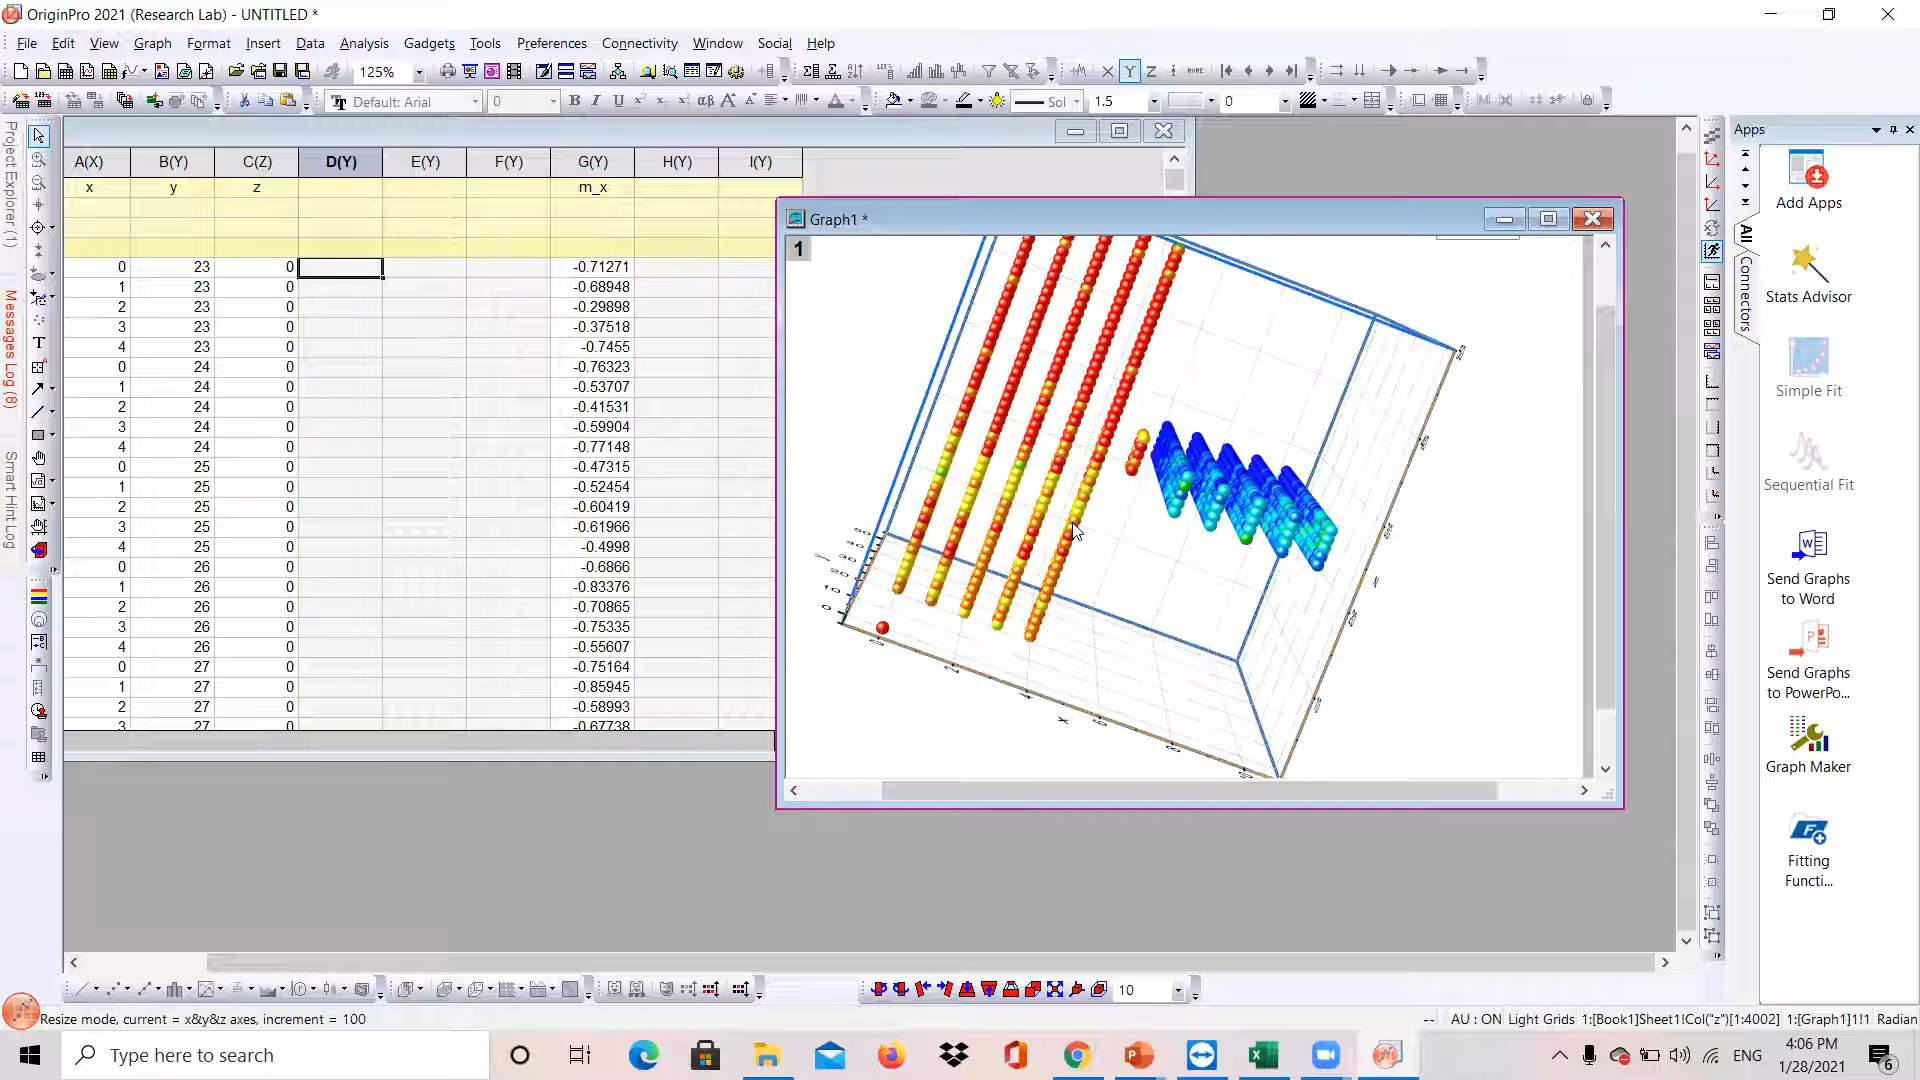 OriginPro 2021 (Research Lab) - UNTITLED *
File Edit View Graph Format Insert Data Analysis Gadgets Tools Preferences Connectivity Window Social Help
125%
Default: Arial 0 B I U αβ A A A Sol 1.5 0
Project Explorer (1)
Messages Log (8)
Smart Hint Log
A(X) B(Y) C(Z) D(Y) E(Y) F(Y) G(Y) H(Y) I(Y)
x y z m_x
0 23 0 -0.71271
1 23 0 -0.68948
2 23 0 -0.29898
3 23 0 -0.37518
4 23 0 -0.7455
0 24 0 -0.76323
1 24 0 -0.53707
2 24 0 -0.41531
3 24 0 -0.59904
4 24 0 -0.77148
0 25 0 -0.47315
1 25 0 -0.52454
2 25 0 -0.60419
3 25 0 -0.61966
4 25 0 -0.4998
0 26 0 -0.6866
1 26 0 -0.83376
2 26 0 -0.70865
3 26 0 -0.75335
4 26 0 -0.55607
0 27 0 -0.75164
1 27 0 -0.85945
2 27 0 -0.58993
3 27 0 -0.67738
Graph1 *
1
X
Apps
All
Connectors
Add Apps
Stats Advisor
Simple Fit
Sequential Fit
Send Graphs
to Word
Send Graphs
to PowerPo...
Graph Maker
Fitting
Functi...
10
Resize mode, current = x&y&z axes, increment = 100
-- AU : ON Light Grids 1:[Book1]Sheet1!Col("z")[1:4002] 1:[Graph1]1!1 Radian
Type here to search
ENG
4:06 PM
1/28/2021
6